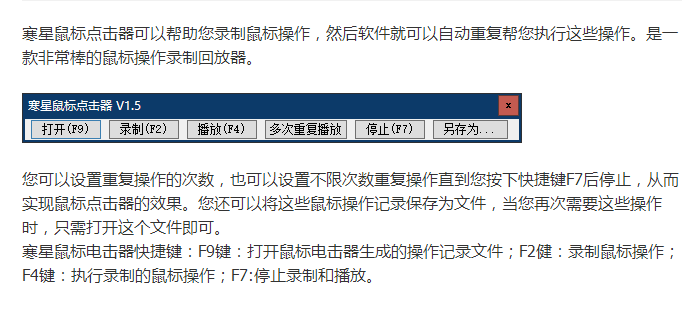 寒星鼠标点击器可以帮助您录制鼠标操作，然后软件就可以自动重复帮您执行这些操作。是一
款非常棒的鼠标操作录制回放器。
寒星鼠标点击器 V1.5 x
打开(F9) 录制(F2) 播放(F4) 多次重复播放 停止(F7) 另存为...
您可以设置重复操作的次数，也可以设置不限次数重复操作直到您按下快捷键F7后停止，从而
实现鼠标点击器的效果。您还可以将这些鼠标操作记录保存为文件，当您再次需要这些操作
时，只需打开这个文件即可。
寒星鼠标电击器快捷键：F9键：打开鼠标电击器生成的操作记录文件；F2健：录制鼠标操作；
F4键：执行录制的鼠标操作；F7:停止录制和播放。